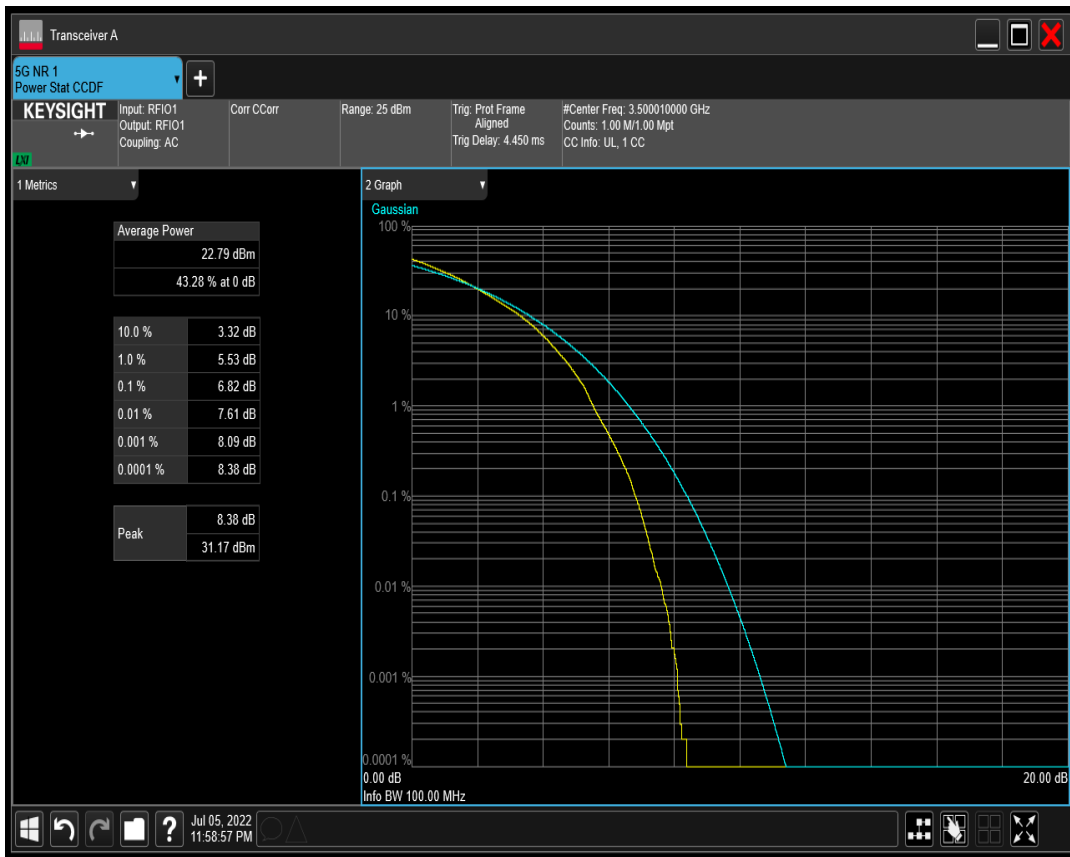 Transceiver A
5G NR 1
Power Stat CCDF
+
KEYSIGHT
LXI
Input: RFIO1
Output: RFIO1
Coupling: AC
Corr CCorr
Range: 25 dBm
Trig: Prot Frame
Aligned
Trig Delay: 4.450 ms
#Center Freq: 3.500010000 GHz
Counts: 1.00 M/1.00 Mpt
CC Info: UL, 1 CC
1 Metrics
Average Power
22.79 dBm
43.28 % at 0 dB
10.0 % 3.32 dB
1.0 % 5.53 dB
0.1 % 6.82 dB
0.01 % 7.61 dB
0.001 % 8.09 dB
0.0001 % 8.38 dB
Peak
8.38 dB
31.17 dBm
2 Graph
Gaussian
100 %
10 %
1 %
0.1 %
0.01 %
0.001 %
0.0001 %
0.00 dB 20.00 dB
Info BW 100.00 MHz
?
Jul 05, 2022
11:58:57 PM